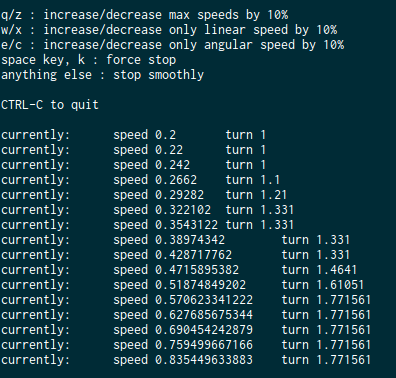 q/z : increase/decrease max speeds by 10%
w/x : increase/decrease only linear speed by 10%
e/c : increase/decrease only angular speed by 10%
space key, k : force stop
anything else : stop smoothly
CTRL-C to quit
currently: speed 0.2 turn 1
currently: speed 0.22 turn 1
currently: speed 0.242 turn 1
currently: speed 0.2662 turn 1.1
currently: speed 0.29282 turn 1.21
currently: speed 0.322102 turn 1.331
currently: speed 0.3543122 turn 1.331
currently: speed 0.38974342 turn 1.331
currently: speed 0.428717762 turn 1.331
currently: speed 0.4715895382 turn 1.4641
currently: speed 0.51874849202 turn 1.61051
currently: speed 0.570623341222 turn 1.771561
currently: speed 0.627685675344 turn 1.771561
currently: speed 0.690454242879 turn 1.771561
currently: speed 0.759499667166 turn 1.771561
currently: speed 0.835449633883 turn 1.771561